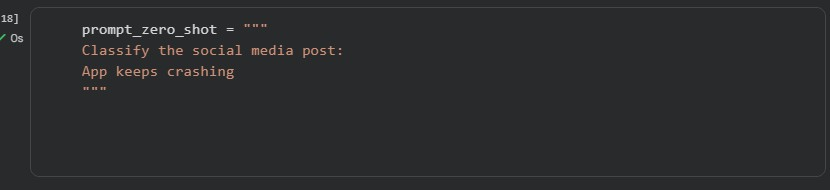 18]
0s
prompt_zero_shot = """
Classify the social media post:
App keeps crashing
"""